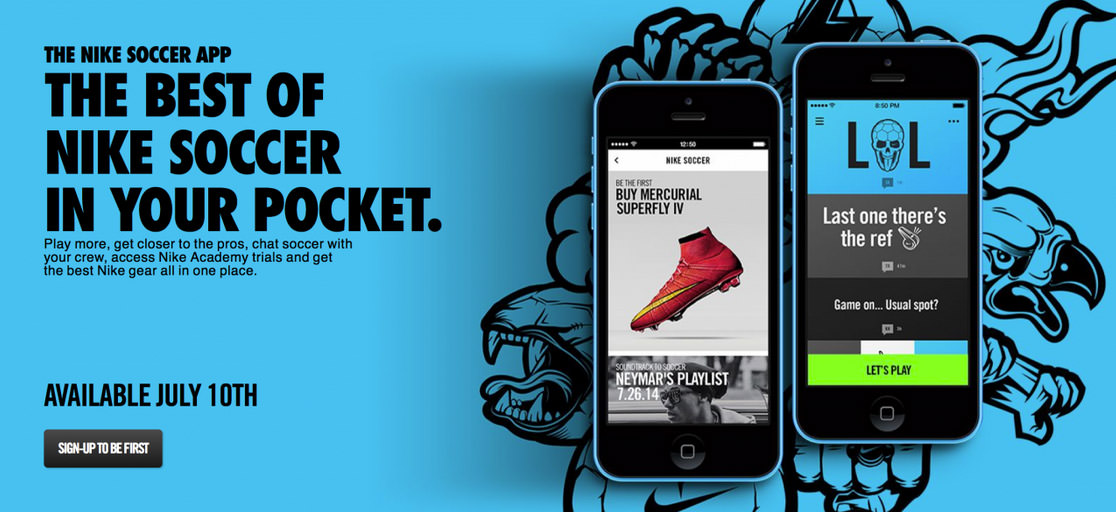 THE NIKE SOCCER APP
THE BEST OF
NIKE SOCCER
IN YOUR POCKET.
Play more, get closer to the pros, chat soccer with
your crew, access Nike Academy trials and get
the best Nike gear all in one place.
AVAILABLE JULY 10TH
SIGN-UP TO BE FIRST
12:50
NIKE SOCCER
BE THE FIRST
BUY MERCURIAL
SUPERFLY IV
SOUNDTRACK TO SOCCER
NEYMAR'S PLAYLIST
7.26.14
8:50 PM
LOL
Last one there's
the ref
Game on... Usual spot?
LET'S PLAY